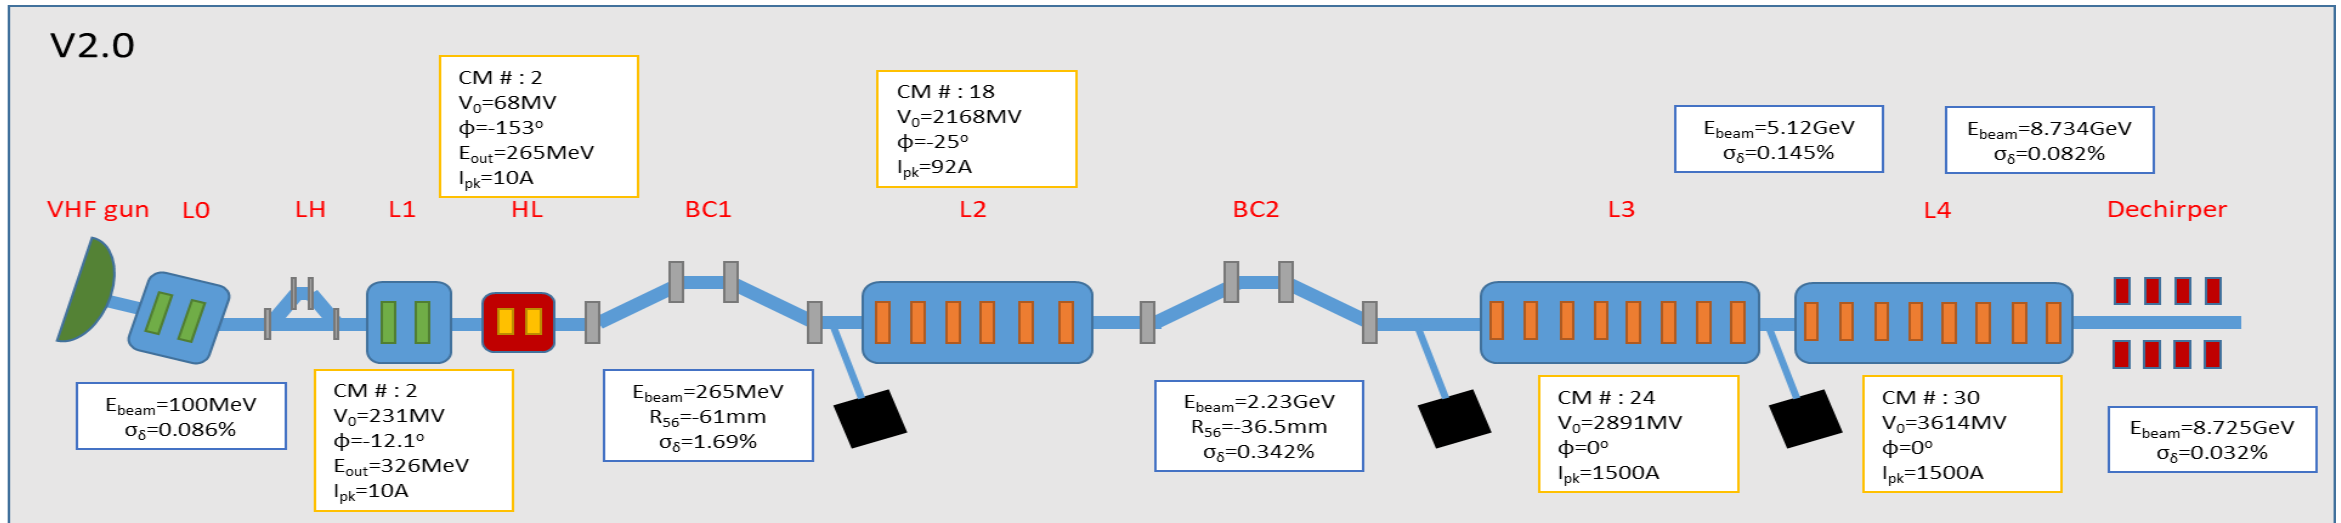 V2.0
CM # : 2
V₀=68MV
ϕ=-153°
Eout=265MeV
Ipk=10A
CM # : 18
V₀=2168MV
ϕ=-25°
Ipk=92A
Ebeam=5.12GeV
σδ=0.145%
Ebeam=8.734GeV
σδ=0.082%
VHF gun L0 LH L1 HL BC1 L2 BC2 L3 L4 Dechirper
Ebeam=100MeV
σδ=0.086%
CM # : 2
V₀=231MV
ϕ=-12.1°
Eout=326MeV
Ipk=10A
Ebeam=265MeV
R₅₆=-61mm
σδ=1.69%
Ebeam=2.23GeV
R₅₆=-36.5mm
σδ=0.342%
CM # : 24
V₀=2891MV
ϕ=0°
Ipk=1500A
CM # : 30
V₀=3614MV
ϕ=0°
Ipk=1500A
Ebeam=8.725GeV
σδ=0.032%